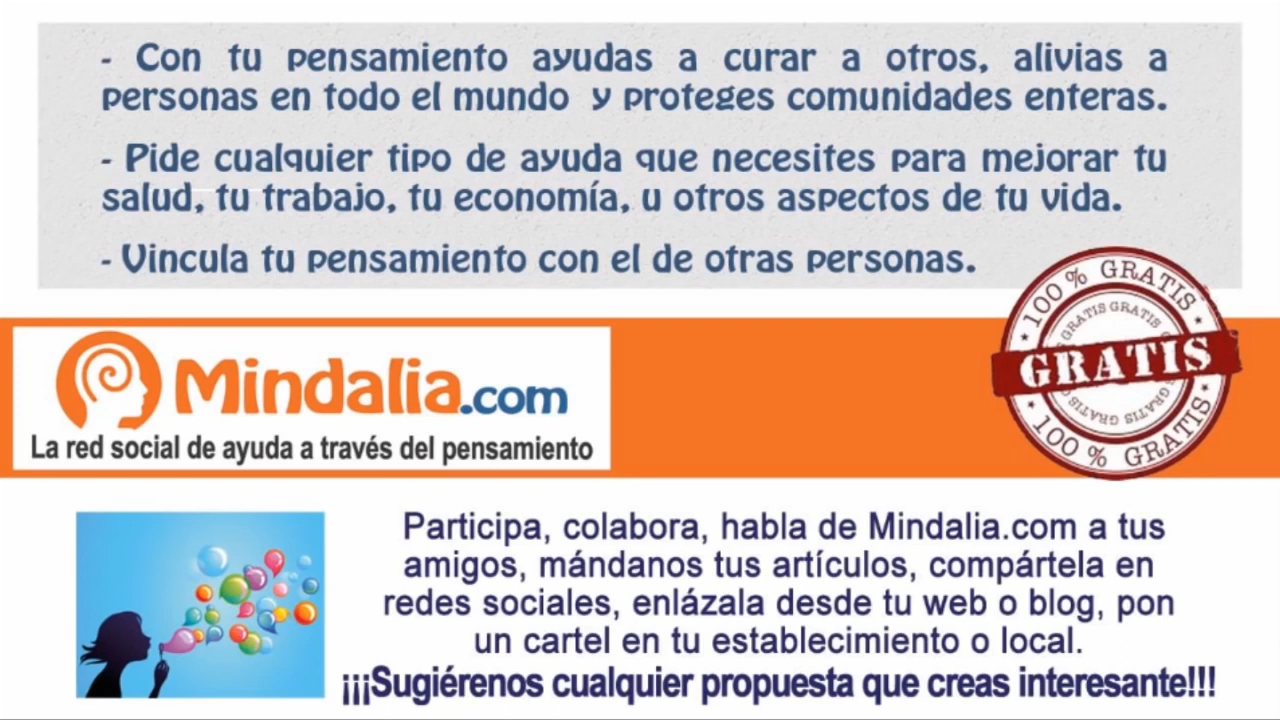 - Con tu pensamiento ayudas a curar a otros, alivias a
personas en todo el mundo y proteges comunidades enteras.
- Pide cualquier tipo de ayuda que necesites para mejorar tu
salud, tu trabajo, tu economía, u otros aspectos de tu vida.
- Vincula tu pensamiento con el de otras personas.
100 % GRATIS
GRATIS GRATIS
GRATIS
GRATIS GRATIS
100 % GRATIS
Mindalia.com
La red social de ayuda a través del pensamiento
Participa, colabora, habla de Mindalia.com a tus
amigos, mándanos tus artículos, compártela en
redes sociales, enlázala desde tu web o blog, pon
un cartel en tu establecimiento o local.
¡¡¡Sugiérenos cualquier propuesta que creas interesante!!!